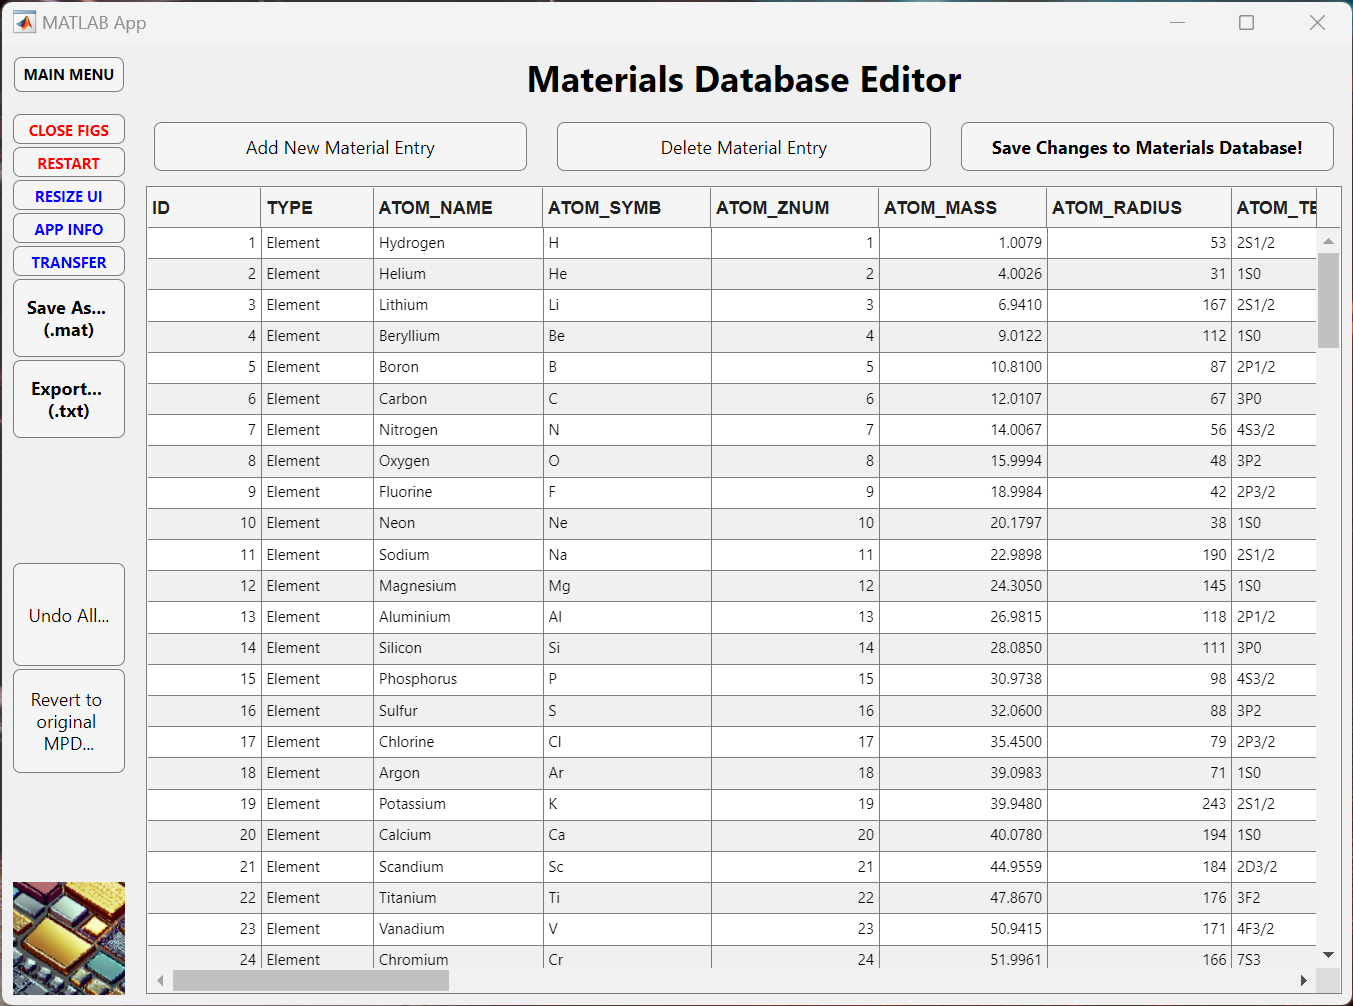 MATLAB App
MAIN MENU
Materials Database Editor
CLOSE FIGS
RESTART
RESIZE UI
APP INFO
TRANSFER
Save As...
(.mat)
Export...
(.txt)
Undo All...
Revert to
original
MPD...
Add New Material Entry
Delete Material Entry
Save Changes to Materials Database!
ID TYPE ATOM_NAME ATOM_SYMB ATOM_ZNUM ATOM_MASS ATOM_RADIUS ATOM_TE
1 Element Hydrogen H 1 1.0079 53 2S1/2
2 Element Helium He 2 4.0026 31 1S0
3 Element Lithium Li 3 6.9410 167 2S1/2
4 Element Beryllium Be 4 9.0122 112 1S0
5 Element Boron B 5 10.8100 87 2P1/2
6 Element Carbon C 6 12.0107 67 3P0
7 Element Nitrogen N 7 14.0067 56 4S3/2
8 Element Oxygen O 8 15.9994 48 3P2
9 Element Fluorine F 9 18.9984 42 2P3/2
10 Element Neon Ne 10 20.1797 38 1S0
11 Element Sodium Na 11 22.9898 190 2S1/2
12 Element Magnesium Mg 12 24.3050 145 1S0
13 Element Aluminium Al 13 26.9815 118 2P1/2
14 Element Silicon Si 14 28.0850 111 3P0
15 Element Phosphorus P 15 30.9738 98 4S3/2
16 Element Sulfur S 16 32.0600 88 3P2
17 Element Chlorine Cl 17 35.4500 79 2P3/2
18 Element Argon Ar 18 39.0983 71 1S0
19 Element Potassium K 19 39.9480 243 2S1/2
20 Element Calcium Ca 20 40.0780 194 1S0
21 Element Scandium Sc 21 44.9559 184 2D3/2
22 Element Titanium Ti 22 47.8670 176 3F2
23 Element Vanadium V 23 50.9415 171 4F3/2
24 Element Chromium Cr 24 51.9961 166 7S3